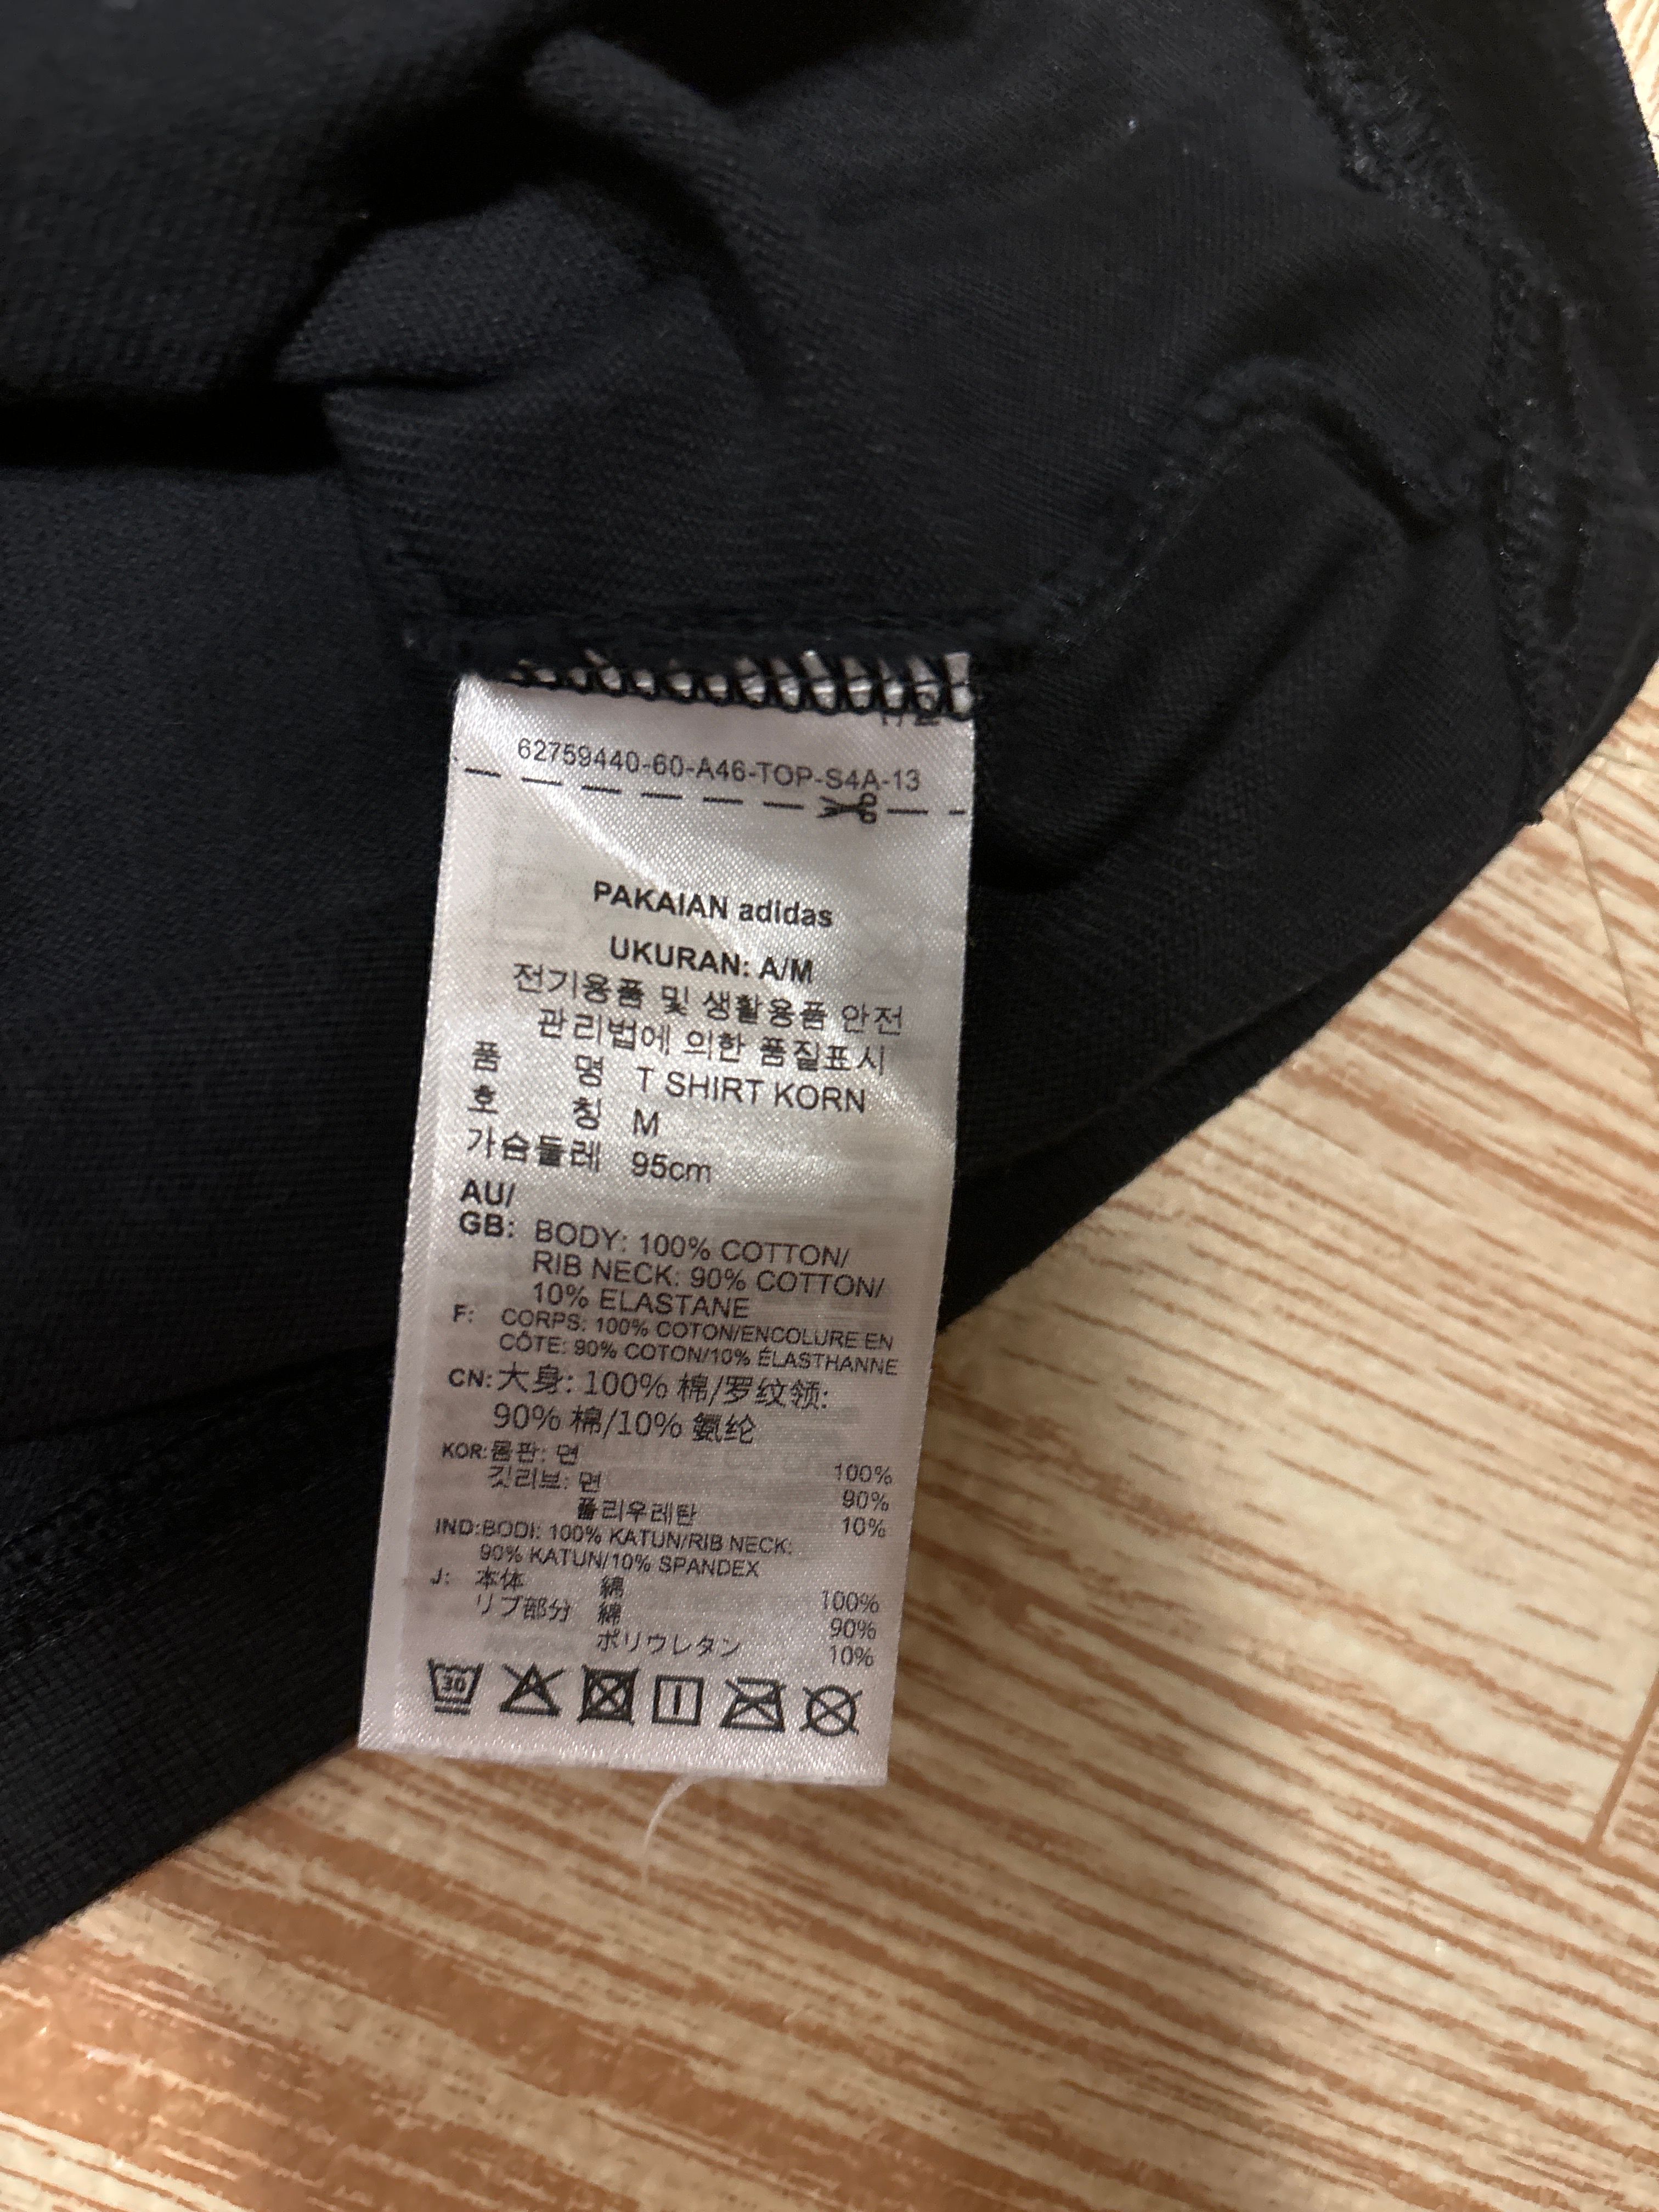 62759440-60-A46-TOP-S4A-13
PAKAIAN adidas
UKURAN: A/M
전기용품 및 생활용품 안전
관리법에 의한 품질표시
품 명 T SHIRT KORN
호 칭 M
가슴둘레 95cm
AU/
GB: BODY: 100% COTTON/
RIB NECK: 90% COTTON/
10% ELASTANE
F: CORPS: 100% COTON/ENCOLURE EN
CÔTE: 90% COTON/10% ÉLASTHANNE
CN: 大身: 100% 棉/罗纹领:
90% 棉/10% 氨纶
KOR: 몸판: 면 100%
깃리브: 면 90%
폴리우레탄 10%
IND: BODI: 100% KATUN/RIB NECK:
90% KATUN/10% SPANDEX
J: 本体 綿 100%
リブ部分 綿 90%
ポリウレタン 10%
30